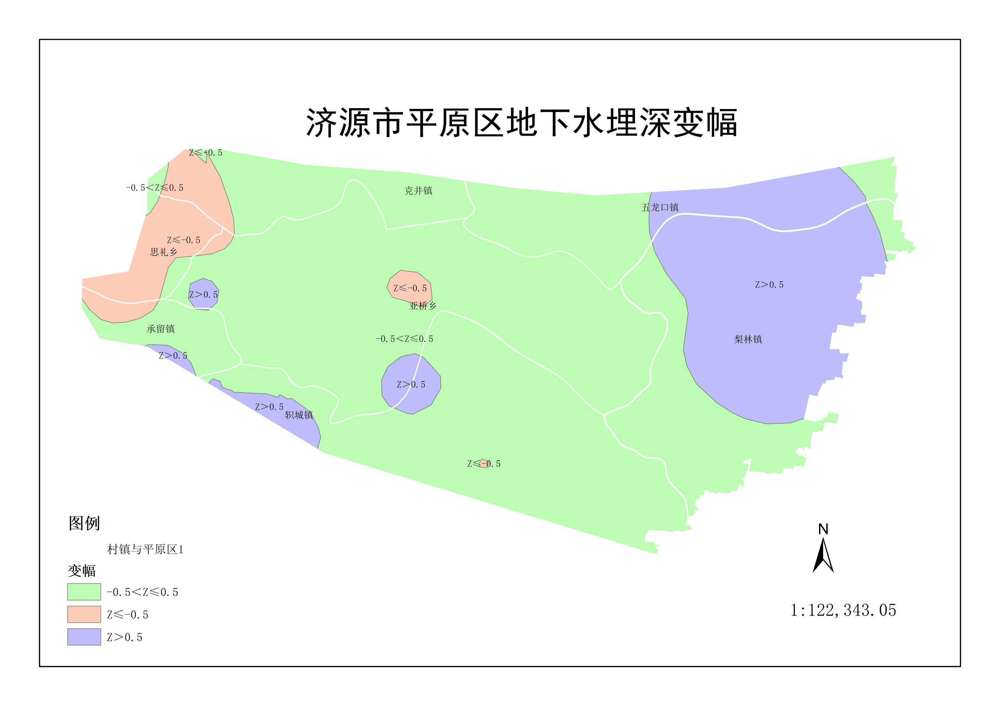 济源市平原区地下水埋深变幅
Z≤-0.5
-0.5<Z≤0.5
克井镇
五龙口镇
Z≤-0.5
思礼乡
Z>0.5
Z≤-0.5
Z>0.5
亚桥乡
承留镇
-0.5<Z≤0.5
梨林镇
Z>0.5
Z>0.5
Z>0.5
轵城镇
Z≤-0.5
图例
村镇与平原区1
变幅
-0.5<Z≤0.5
Z≤-0.5
Z>0.5
N
1:122,343.05